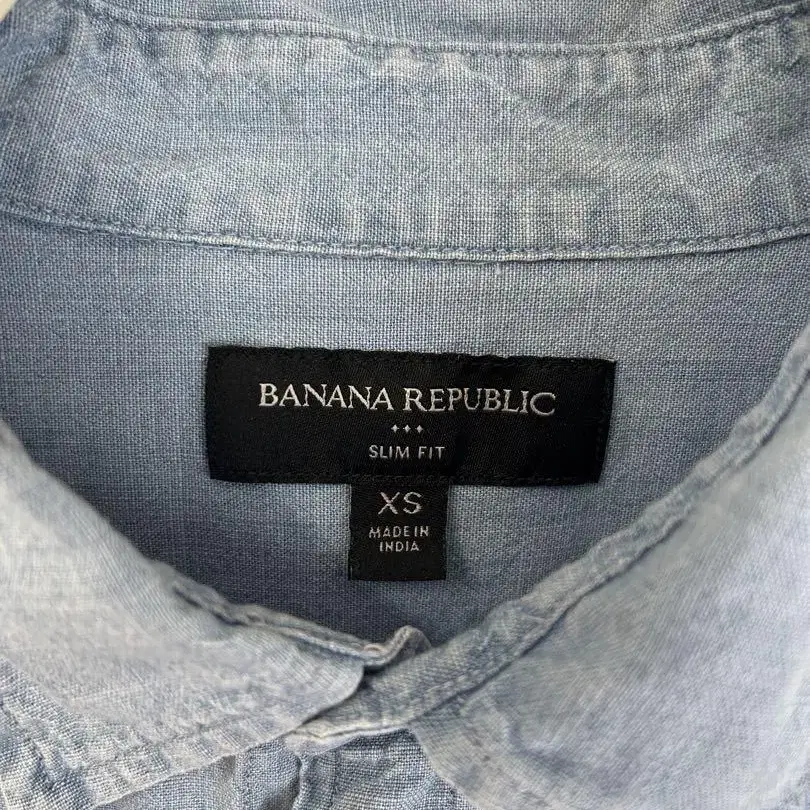 BANANA REPUBLIC
SLIM FIT
XS
MADE IN
INDIA